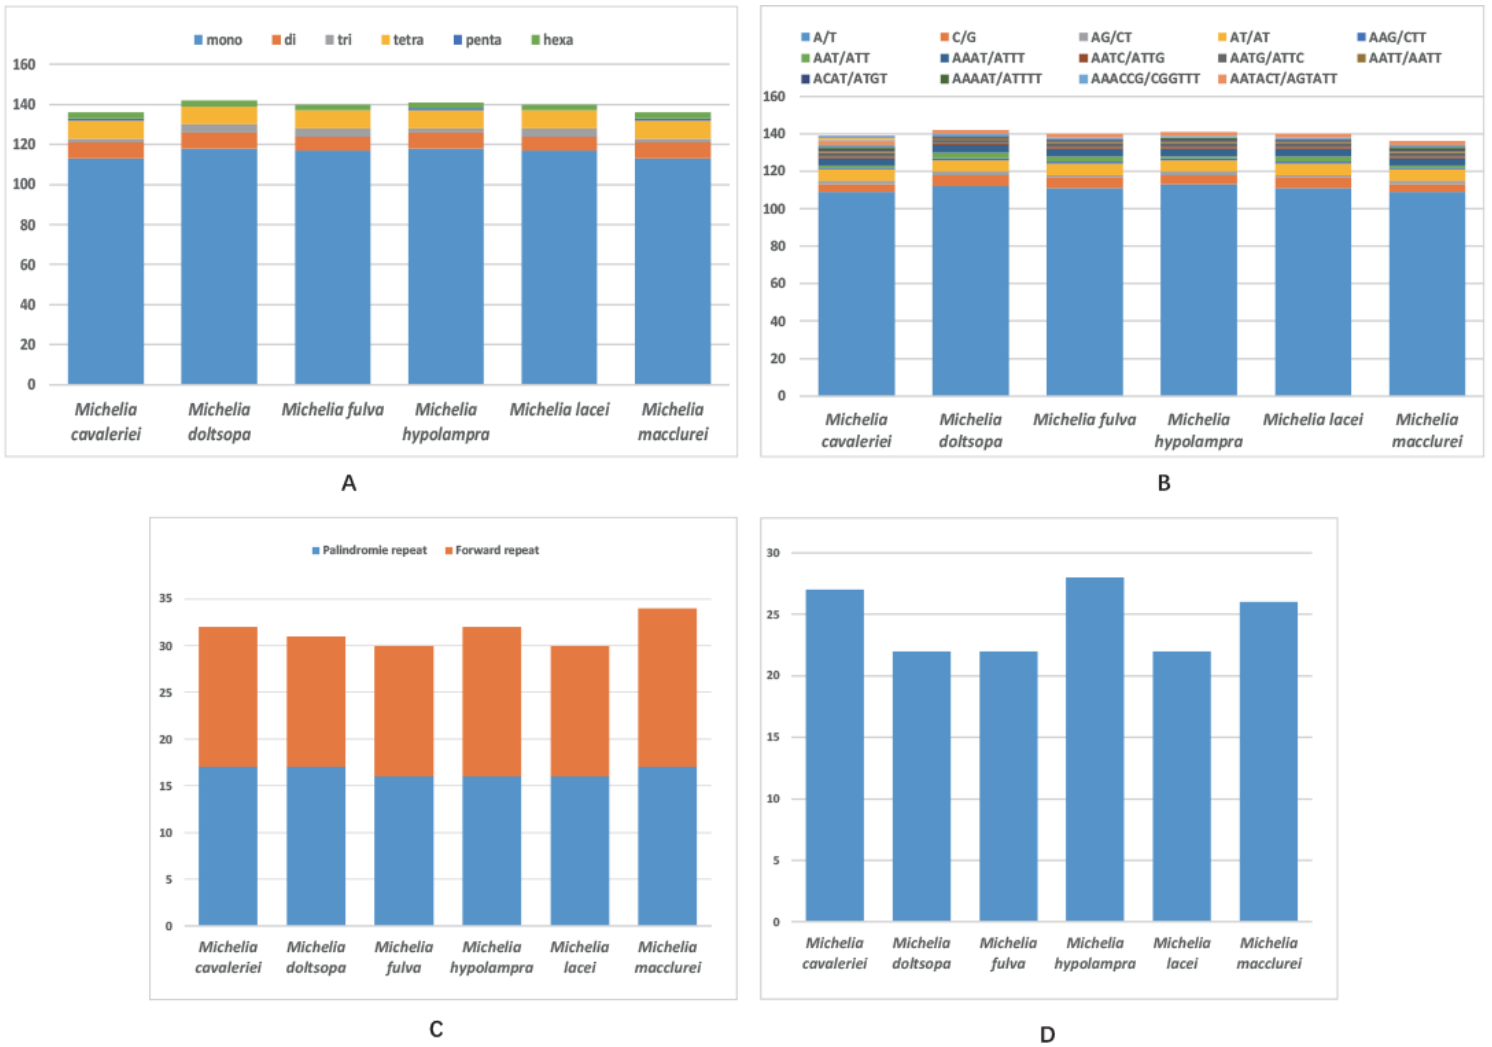 mono di tri tetra penta hexa
160
140
120
100
80
60
40
20
0
Michelia cavaleriei
Michelia doltsopa
Michelia fulva
Michelia hypolampra
Michelia lacei
Michelia macclurei
A
A/T C/G AG/CT AT/AT AAG/CTT
AAT/ATT AAAT/ATTT AATC/ATTG AATG/ATTC AATT/AATT
ACAT/ATGT AAAAT/ATTTT AAACCG/CGGTTT AATACT/AGTATT
160
140
120
100
80
60
40
20
0
Michelia cavaleriei
Michelia doltsopa
Michelia fulva
Michelia hypolampra
Michelia lacei
Michelia macclurei
B
Palindromie repeat Forward repeat
35
30
25
20
15
10
5
0
Michelia cavaleriei
Michelia doltsopa
Michelia fulva
Michelia hypolampra
Michelia lacei
Michelia macclurei
C
30
25
20
15
10
5
0
Michelia cavaleriei
Michelia doltsopa
Michelia fulva
Michelia hypolampra
Michelia lacei
Michelia macclurei
D